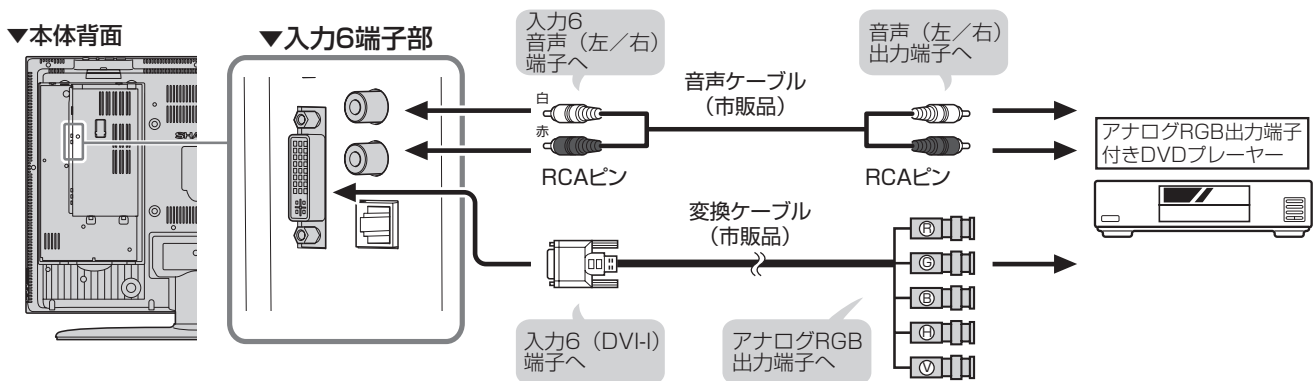 ▼本体背面
▼入力6端子部
入力6
音声（左／右）
端子へ
音声（左／右）
出力端子へ
音声ケーブル
（市販品）
白
赤
RCAピン
RCAピン
アナログRGB出力端子
付きDVDプレーヤー
変換ケーブル
（市販品）
R
G
B
H
V
入力6（DVI-I）
端子へ
アナログRGB
出力端子へ